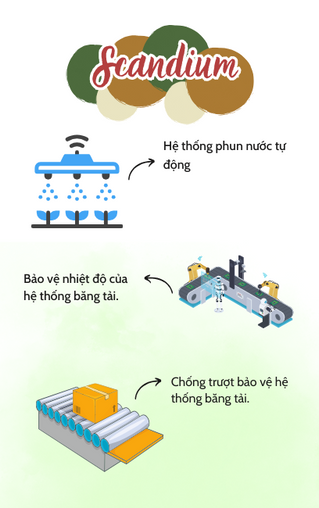 Scandium
Hệ thống phun nước tự
động
Bảo vệ nhiệt độ của
hệ thống băng tải.
Chống trượt bảo vệ hệ
thống băng tải.